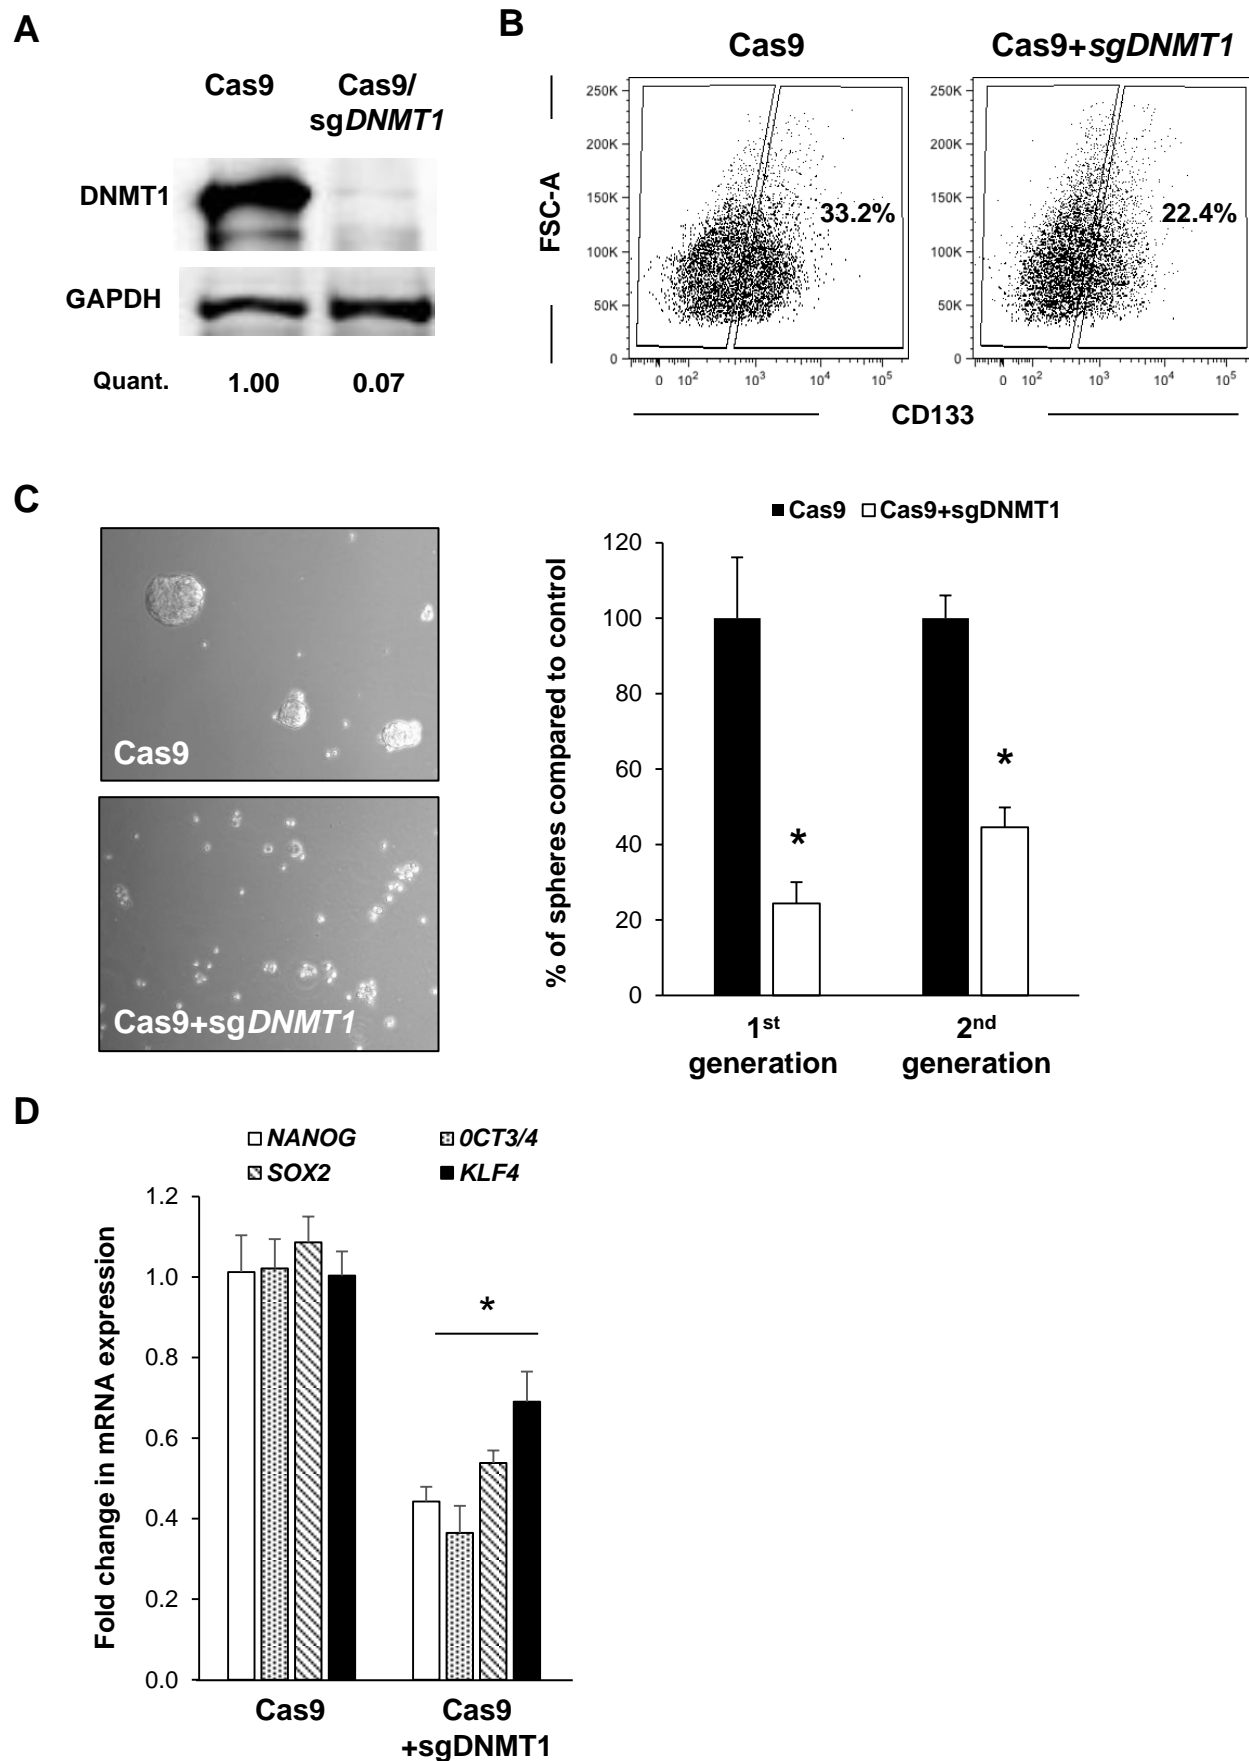 A
Cas9
Cas9/
sgDNMT1
DNMT1
GAPDH
Quant.
1.00
0.07
B
Cas9
Cas9+sgDNMT1
FSC-A
250K
200K
150K
100K
50K
0
33.2%
0 10² 10³ 10⁴ 10⁵
250K
200K
150K
100K
50K
0
22.4%
0 10² 10³ 10⁴ 10⁵
CD133
C
Cas9
Cas9+sgDNMT1
Cas9 Cas9+sgDNMT1
% of spheres compared to control
120
100
80
60
40
20
0
*
*
1st
generation
2nd
generation
D
NANOG 0CT3/4
SOX2 KLF4
Fold change in mRNA expression
1.2
1.0
0.8
0.6
0.4
0.2
0.0
*
Cas9
Cas9
+sgDNMT1